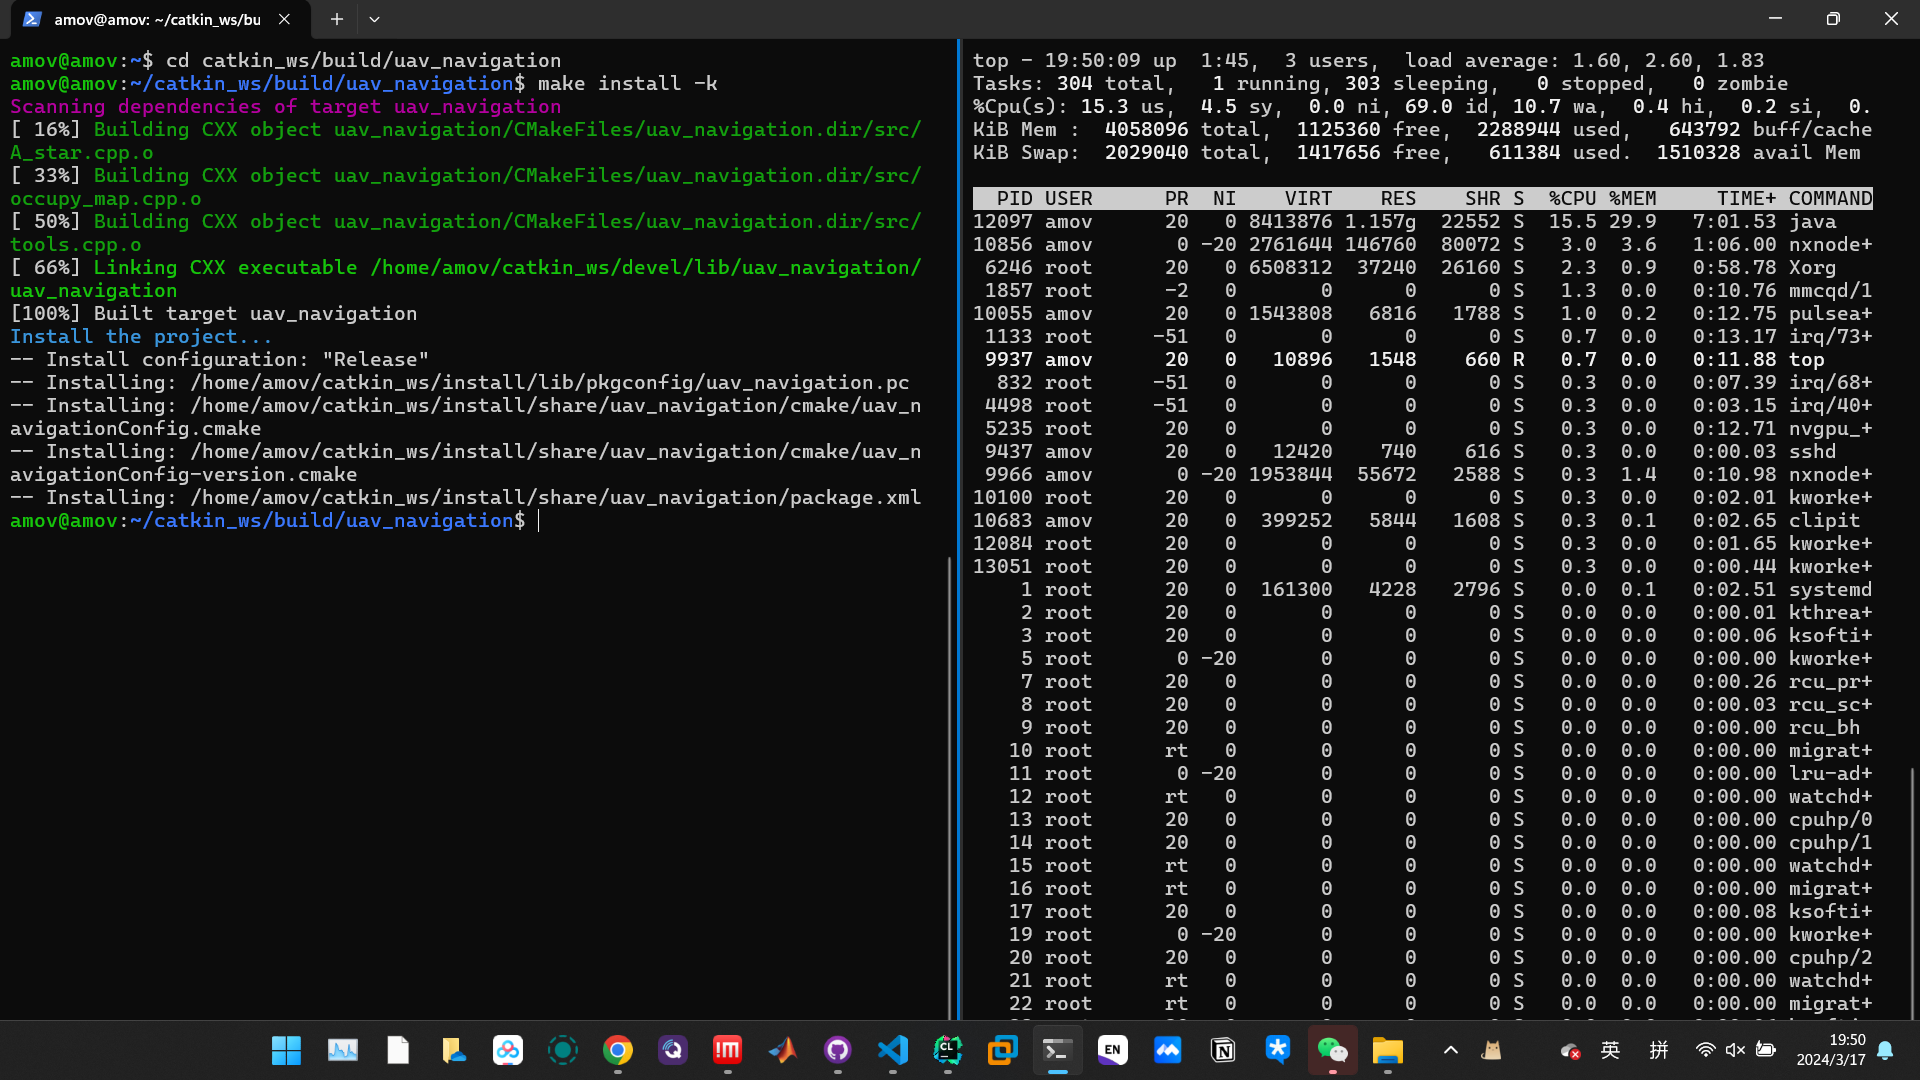 amov@amov: ~/catkin_ws/bu
amov@amov:~$ cd catkin_ws/build/uav_navigation
amov@amov:~/catkin_ws/build/uav_navigation$ make install -k
Scanning dependencies of target uav_navigation
[ 16%] Building CXX object uav_navigation/CMakeFiles/uav_navigation.dir/src/
A_star.cpp.o
[ 33%] Building CXX object uav_navigation/CMakeFiles/uav_navigation.dir/src/
occupy_map.cpp.o
[ 50%] Building CXX object uav_navigation/CMakeFiles/uav_navigation.dir/src/
tools.cpp.o
[ 66%] Linking CXX executable /home/amov/catkin_ws/devel/lib/uav_navigation/
uav_navigation
[100%] Built target uav_navigation
Install the project...
-- Install configuration: "Release"
-- Installing: /home/amov/catkin_ws/install/lib/pkgconfig/uav_navigation.pc
-- Installing: /home/amov/catkin_ws/install/share/uav_navigation/cmake/uav_n
avigationConfig.cmake
-- Installing: /home/amov/catkin_ws/install/share/uav_navigation/cmake/uav_n
avigationConfig-version.cmake
-- Installing: /home/amov/catkin_ws/install/share/uav_navigation/package.xml
amov@amov:~/catkin_ws/build/uav_navigation$
top - 19:50:09 up  1:45,  3 users,  load average: 1.60, 2.60, 1.83
Tasks: 304 total,   1 running, 303 sleeping,   0 stopped,   0 zombie
%Cpu(s): 15.3 us,  4.5 sy,  0.0 ni, 69.0 id, 10.7 wa,  0.4 hi,  0.2 si,  0.
KiB Mem :  4058096 total,  1125360 free,  2288944 used,   643792 buff/cache
KiB Swap:  2029040 total,  1417656 free,   611384 used.  1510328 avail Mem
PID USER PR NI VIRT RES SHR S %CPU %MEM TIME+ COMMAND
12097 amov 20 0 8413876 1.157g 22552 S 15.5 29.9 7:01.53 java
10856 amov 0 -20 2761644 146760 80072 S 3.0 3.6 1:06.00 nxnode+
6246 root 20 0 6508312 37240 26160 S 2.3 0.9 0:58.78 Xorg
1857 root -2 0 0 0 0 S 1.3 0.0 0:10.76 mmcqd/1
10055 amov 20 0 1543808 6816 1788 S 1.0 0.2 0:12.75 pulsea+
1133 root -51 0 0 0 0 S 0.7 0.0 0:13.17 irq/73+
9937 amov 20 0 10896 1548 660 R 0.7 0.0 0:11.88 top
832 root -51 0 0 0 0 S 0.3 0.0 0:07.39 irq/68+
4498 root -51 0 0 0 0 S 0.3 0.0 0:03.15 irq/40+
5235 root 20 0 0 0 0 S 0.3 0.0 0:12.71 nvgpu_+
9437 amov 20 0 12420 740 616 S 0.3 0.0 0:00.03 sshd
9966 amov 0 -20 1953844 55672 2588 S 0.3 1.4 0:10.98 nxnode+
10100 root 20 0 0 0 0 S 0.3 0.0 0:02.01 kworke+
10683 amov 20 0 399252 5844 1608 S 0.3 0.1 0:02.65 clipit
12084 root 20 0 0 0 0 S 0.3 0.0 0:01.65 kworke+
13051 root 20 0 0 0 0 S 0.3 0.0 0:00.44 kworke+
1 root 20 0 161300 4228 2796 S 0.0 0.1 0:02.51 systemd
2 root 20 0 0 0 0 S 0.0 0.0 0:00.01 kthrea+
3 root 20 0 0 0 0 S 0.0 0.0 0:00.06 ksofti+
5 root 0 -20 0 0 0 S 0.0 0.0 0:00.00 kworke+
7 root 20 0 0 0 0 S 0.0 0.0 0:00.26 rcu_pr+
8 root 20 0 0 0 0 S 0.0 0.0 0:00.03 rcu_sc+
9 root 20 0 0 0 0 S 0.0 0.0 0:00.00 rcu_bh
10 root rt 0 0 0 0 S 0.0 0.0 0:00.00 migrat+
11 root 0 -20 0 0 0 S 0.0 0.0 0:00.00 lru-ad+
12 root rt 0 0 0 0 S 0.0 0.0 0:00.00 watchd+
13 root 20 0 0 0 0 S 0.0 0.0 0:00.00 cpuhp/0
14 root 20 0 0 0 0 S 0.0 0.0 0:00.00 cpuhp/1
15 root rt 0 0 0 0 S 0.0 0.0 0:00.00 watchd+
16 root rt 0 0 0 0 S 0.0 0.0 0:00.00 migrat+
17 root 20 0 0 0 0 S 0.0 0.0 0:00.08 ksofti+
19 root 0 -20 0 0 0 S 0.0 0.0 0:00.00 kworke+
20 root 20 0 0 0 0 S 0.0 0.0 0:00.00 cpuhp/2
21 root rt 0 0 0 0 S 0.0 0.0 0:00.00 watchd+
22 root rt 0 0 0 0 S 0.0 0.0 0:00.00 migrat+
CL
EN
英 拼
19:50
2024/3/17